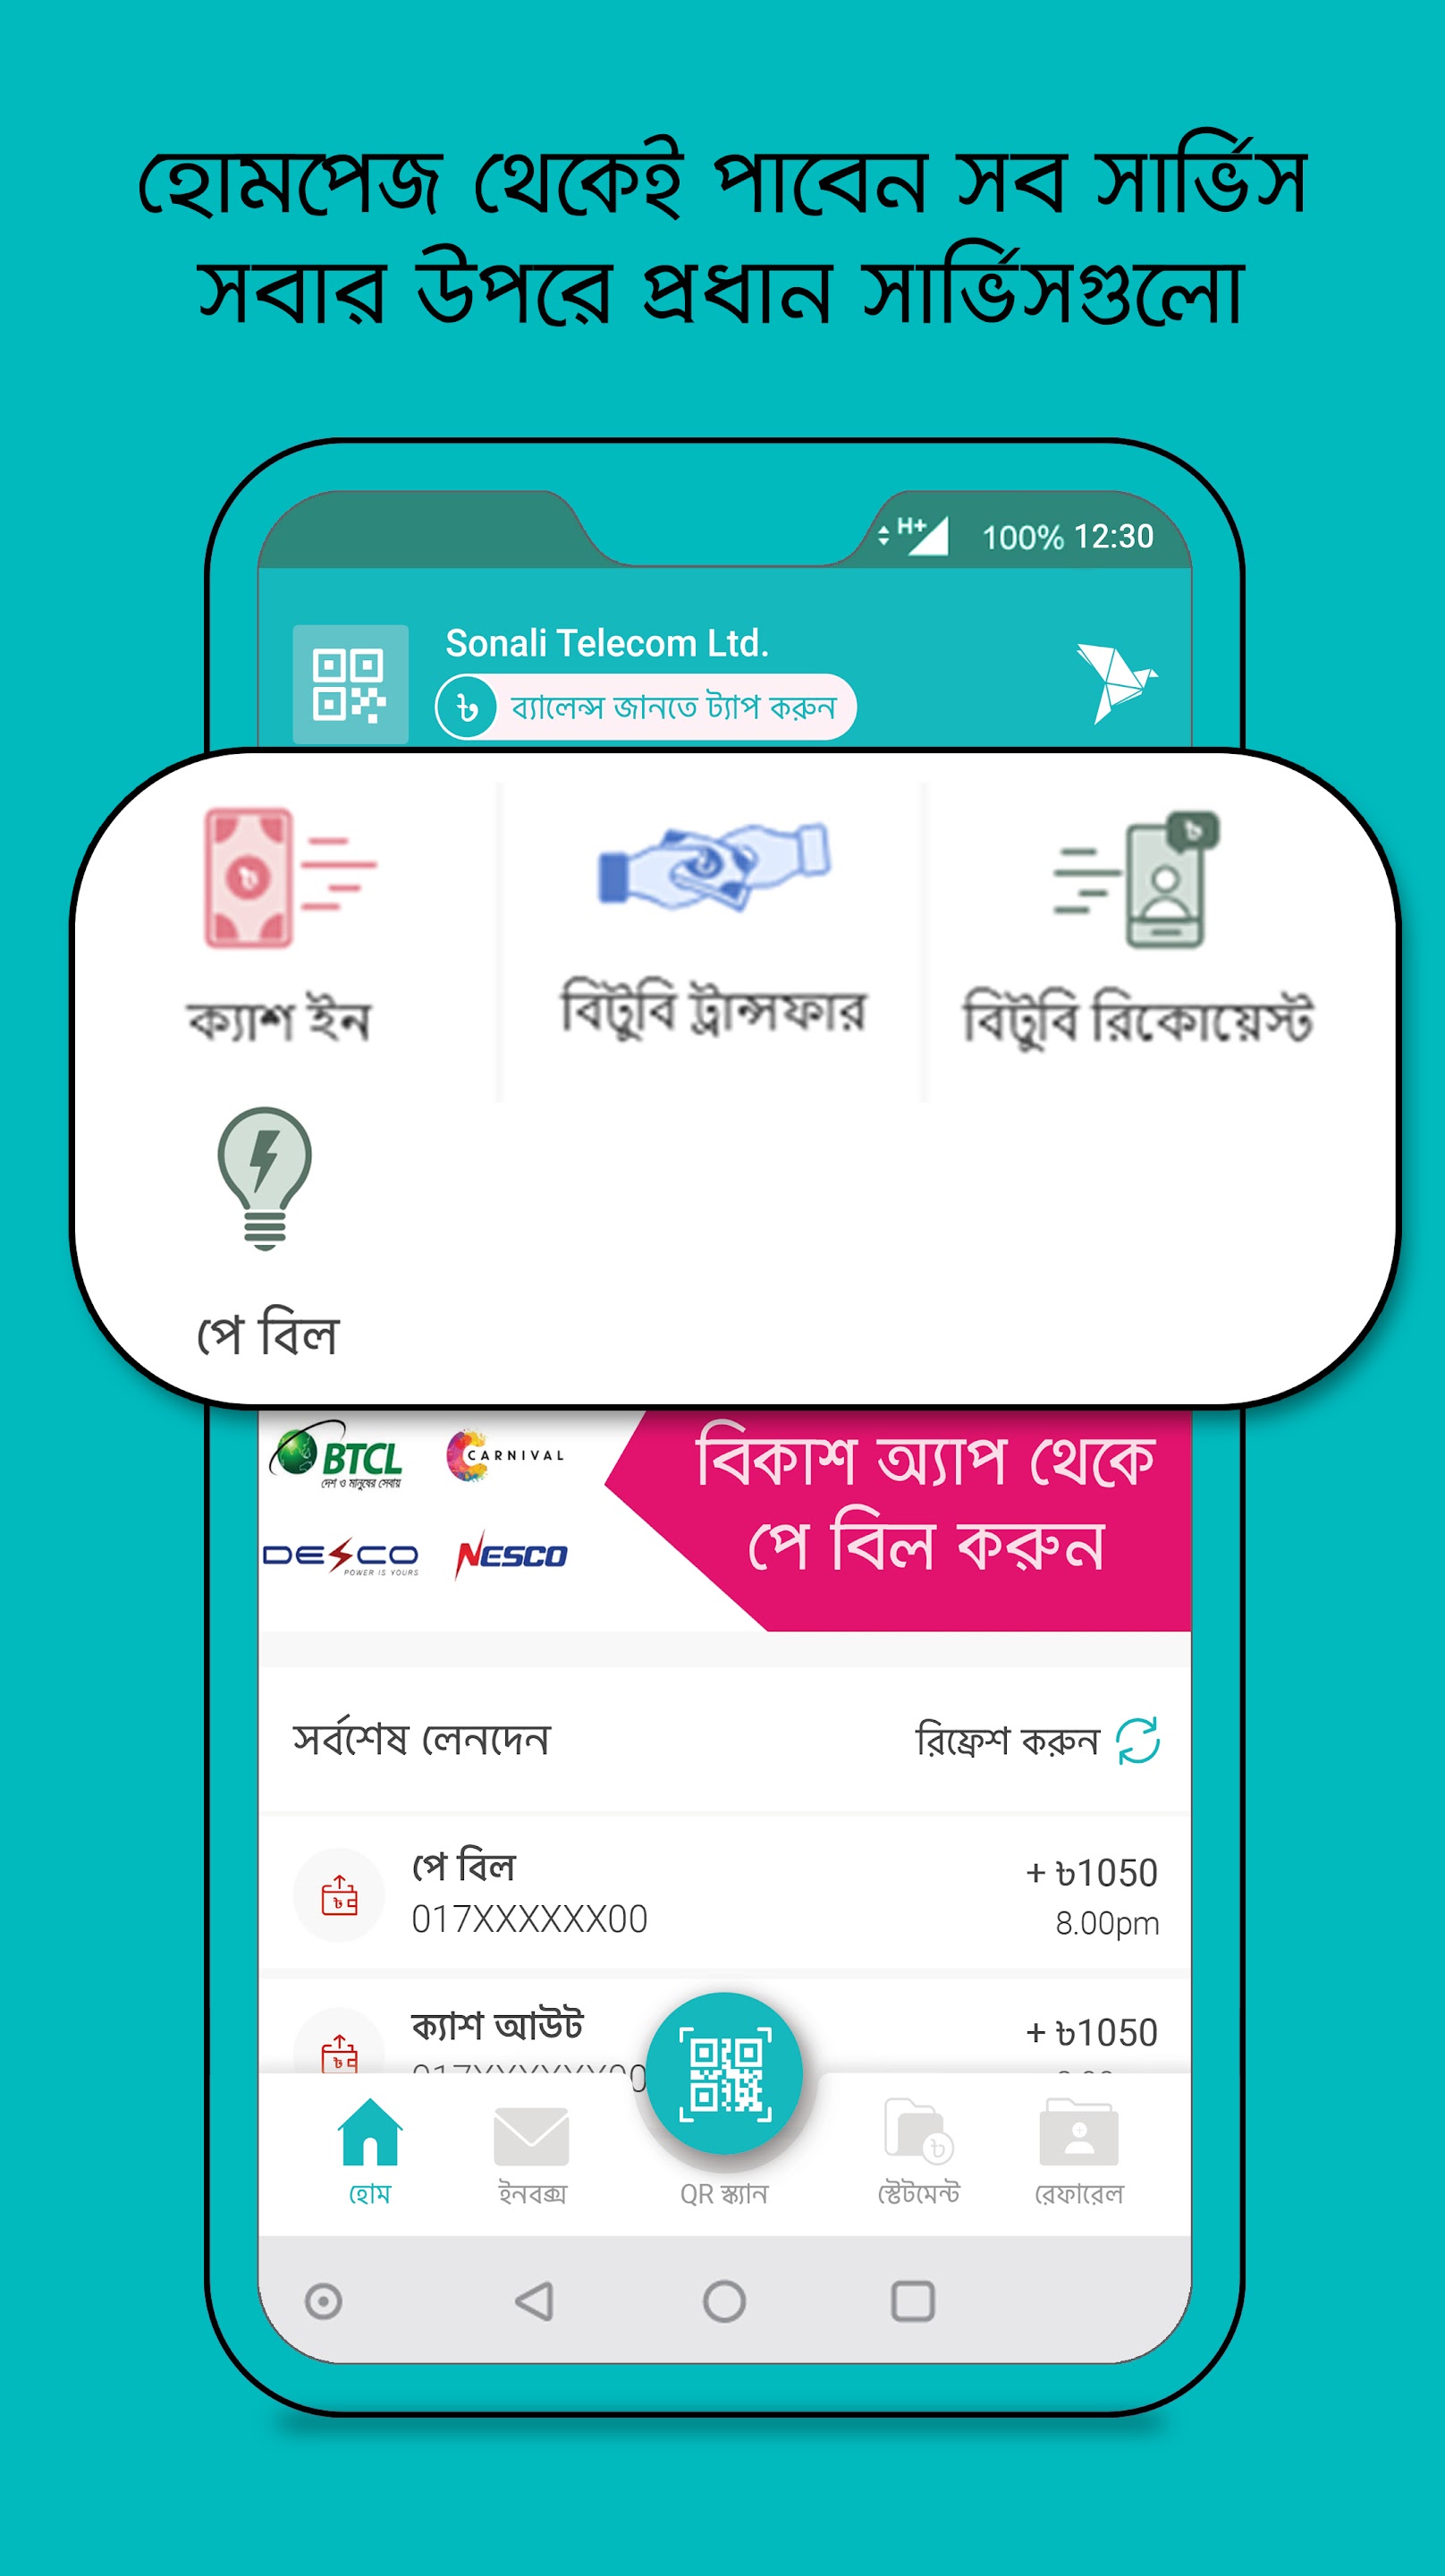 হোমপেজ থেকেই পাবেন সব সার্ভিস
সবার উপরে প্রধান সার্ভিসগুলো
H+ 100% 12:30
Sonali Telecom Ltd.
৳ ব্যালেন্স জানতে ট্যাপ করুন
ক্যাশ ইন
বিটুবি ট্রান্সফার
বিটুবি রিকোয়েস্ট
পে বিল
BTCL
দেশ ও মানুষের সেবায়
CARNIVAL
DESCO
POWER IS YOURS
NESCO
বিকাশ অ্যাপ থেকে
পে বিল করুন
সর্বশেষ লেনদেন
রিফ্রেশ করুন
পে বিল
+ ৳1050
017XXXXXX00
8.00pm
ক্যাশ আউট
+ ৳1050
হোম
ইনবক্স
QR স্ক্যান
স্টেটমেন্ট
রেফারেল